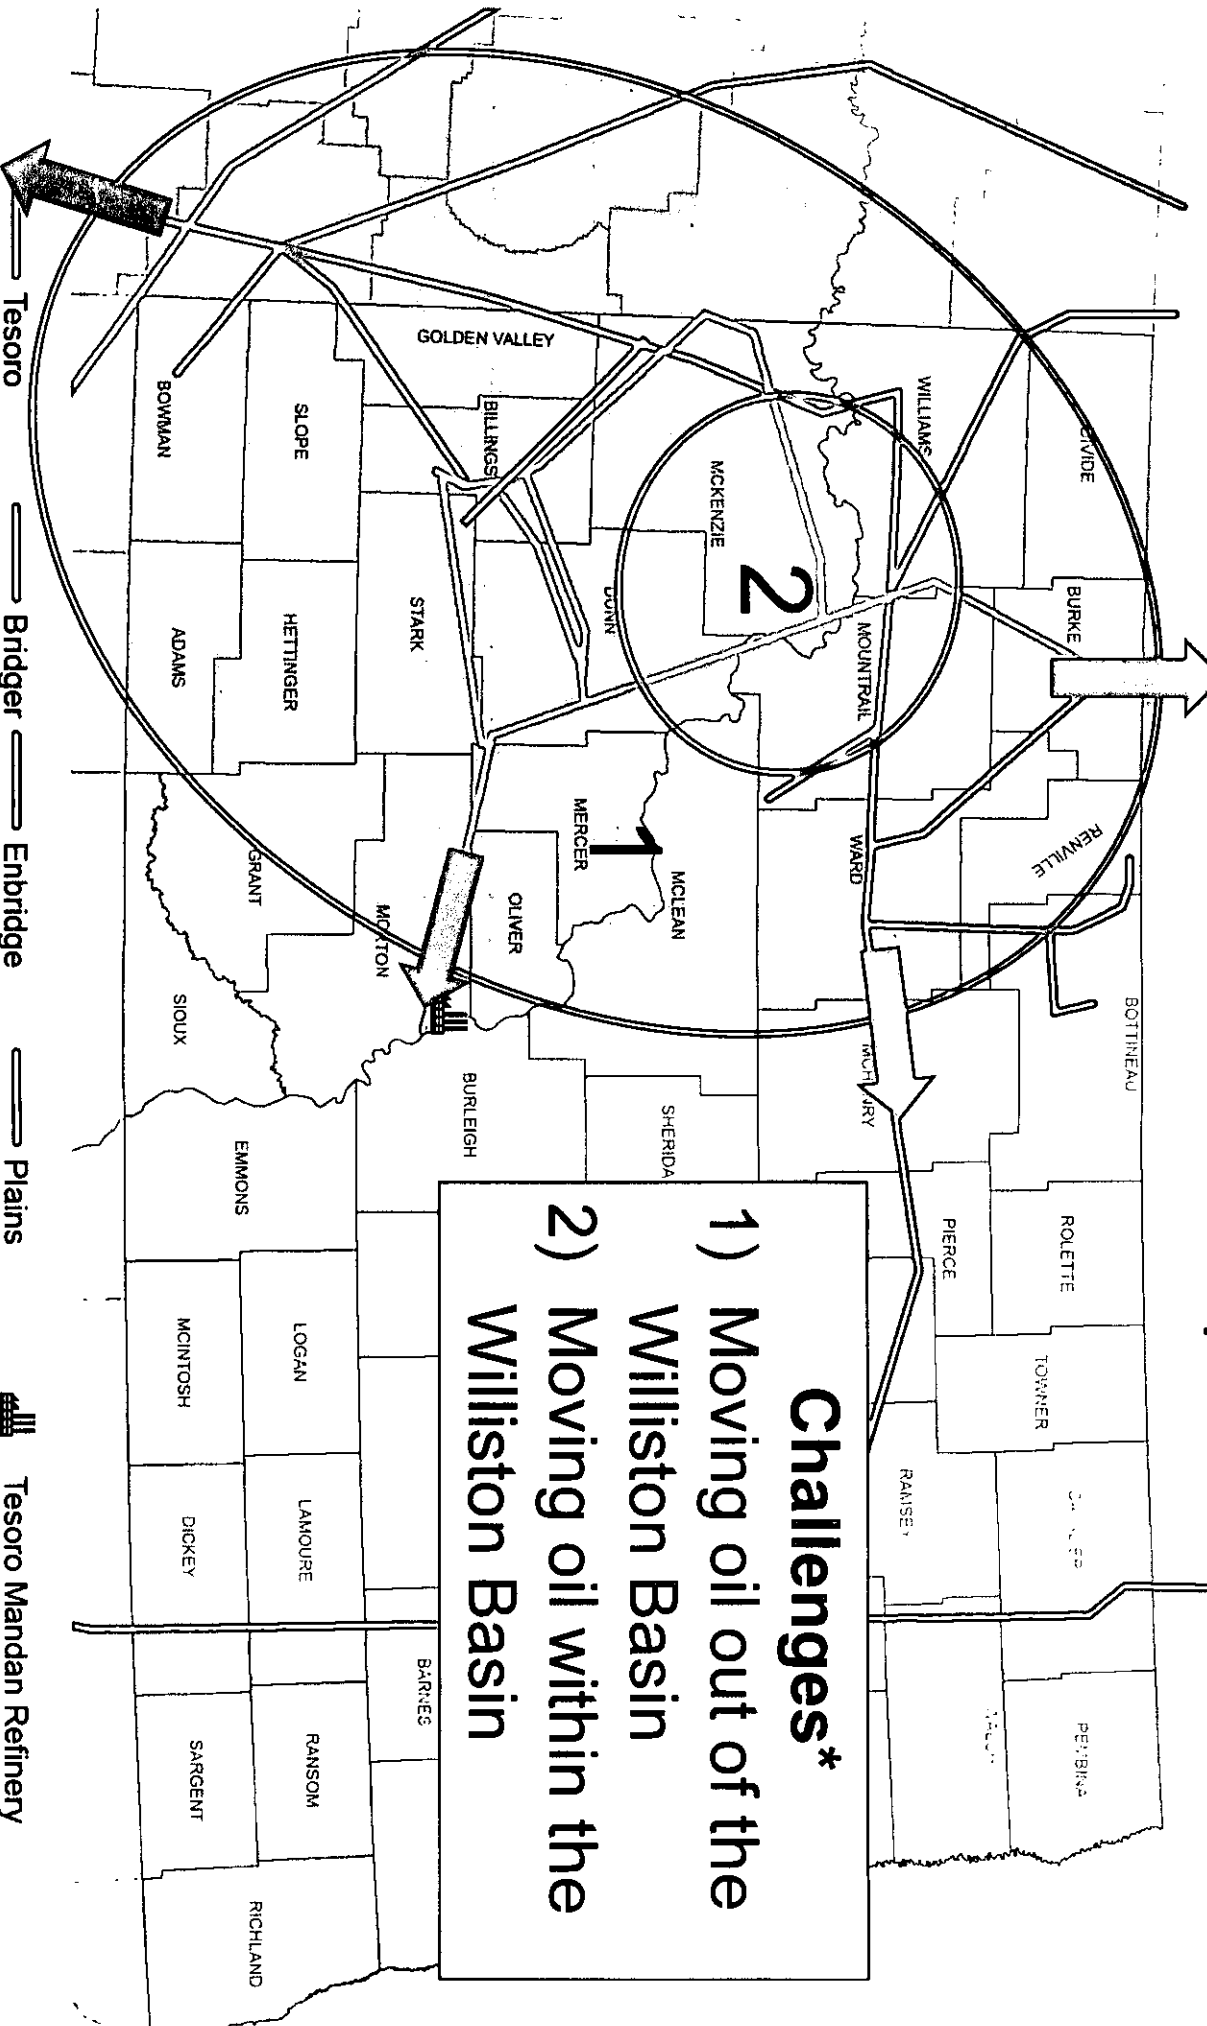 DIVIDE
BURKE
RENVILLE
BOTTINEAU
ROLETTE
TOWNER
PEMBINA
WILLIAMS
MOUNTRAIL
WARD
PIERCE
RAMSEY
MCKENZIE
2
DUNN
MERCER
1
MCLEAN
SHERIDA
GOLDEN VALLEY
BILLINGS
STARK
OLIVER
MORTON
BURLEIGH
BARNES
SLOPE
HETTINGER
GRANT
EMMONS
LOGAN
LAMOURE
RANSOM
RICHLAND
BOWMAN
ADAMS
SIOUX
MCINTOSH
DICKEY
SARGENT
Challenges*
1) Moving oil out of the
Williston Basin
2) Moving oil within the
Williston Basin
Tesoro Bridger Enbridge Plains Tesoro Mandan Refinery